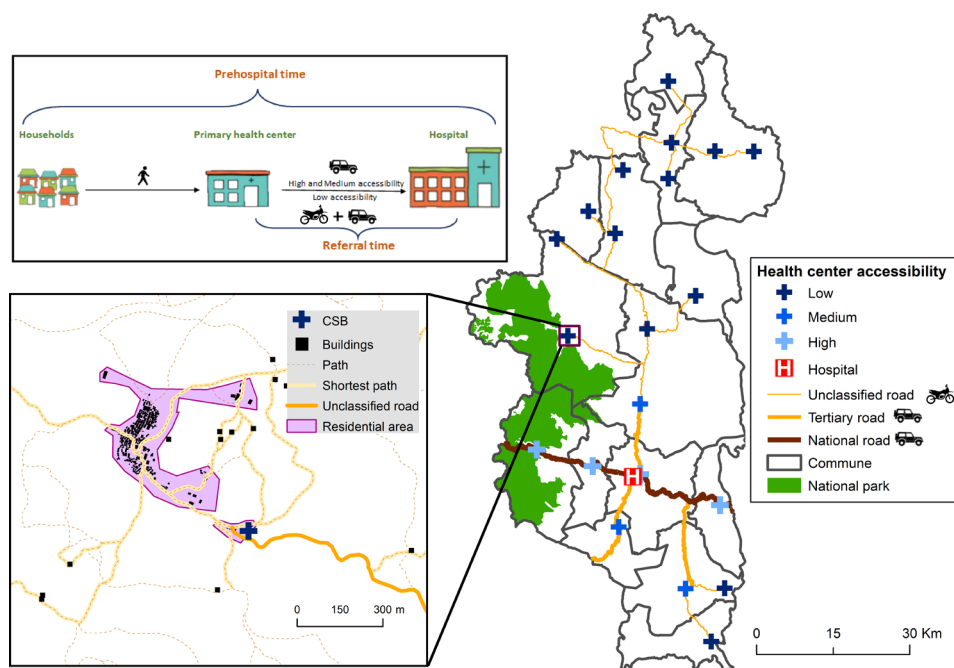 Prehospital time
Households
Primary health center
Hospital
High and Medium accessibility
Low accessibility
+
Referral time
CSB
Buildings
Path
Shortest path
Unclassified road
Residential area
0 150 300 m
Health center accessibility
Low
Medium
High
H Hospital
Unclassified road
Tertiary road
National road
Commune
National park
H
0 15 30 Km